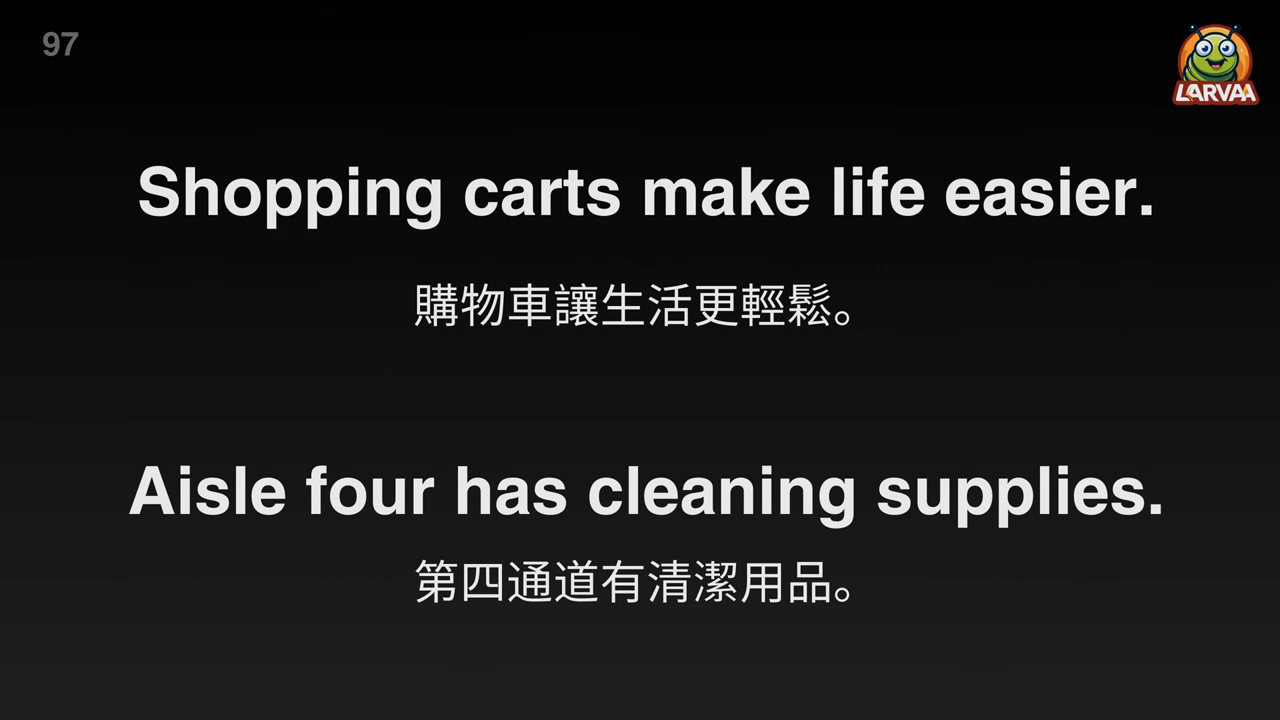 97
LARVAA
Shopping carts make life easier.
購物車讓生活更輕鬆。
Aisle four has cleaning supplies.
第四通道有清潔用品。